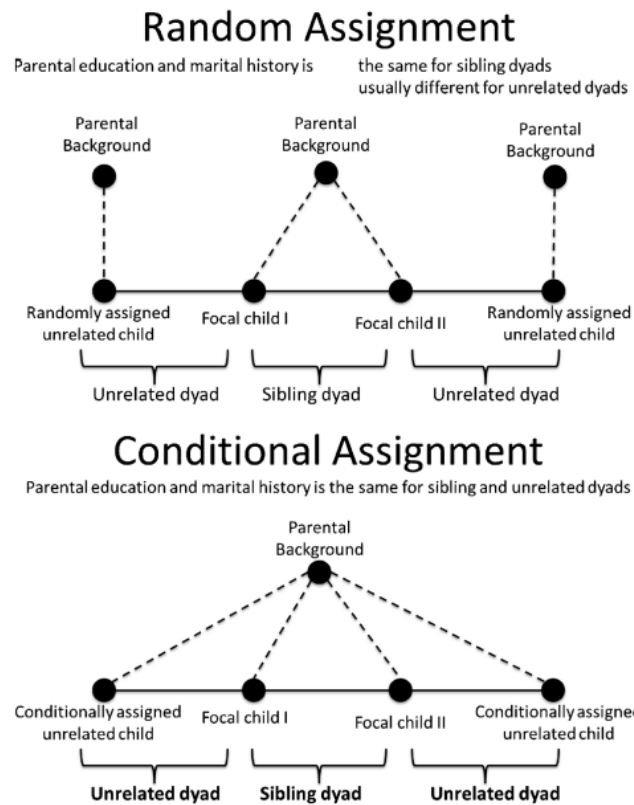 Random Assignment
Parental education and marital history is the same for sibling dyads
usually different for unrelated dyads
Parental
Background
Parental
Background
Parental
Background
Randomly assigned
unrelated child
Focal child I
Focal child II
Randomly assigned
unrelated child
Unrelated dyad
Sibling dyad
Unrelated dyad
Conditional Assignment
Parental education and marital history is the same for sibling and unrelated dyads
Parental
Background
Conditionally assigned
unrelated child
Focal child I
Focal child II
Conditionally assigned
unrelated child
Unrelated dyad
Sibling dyad
Unrelated dyad